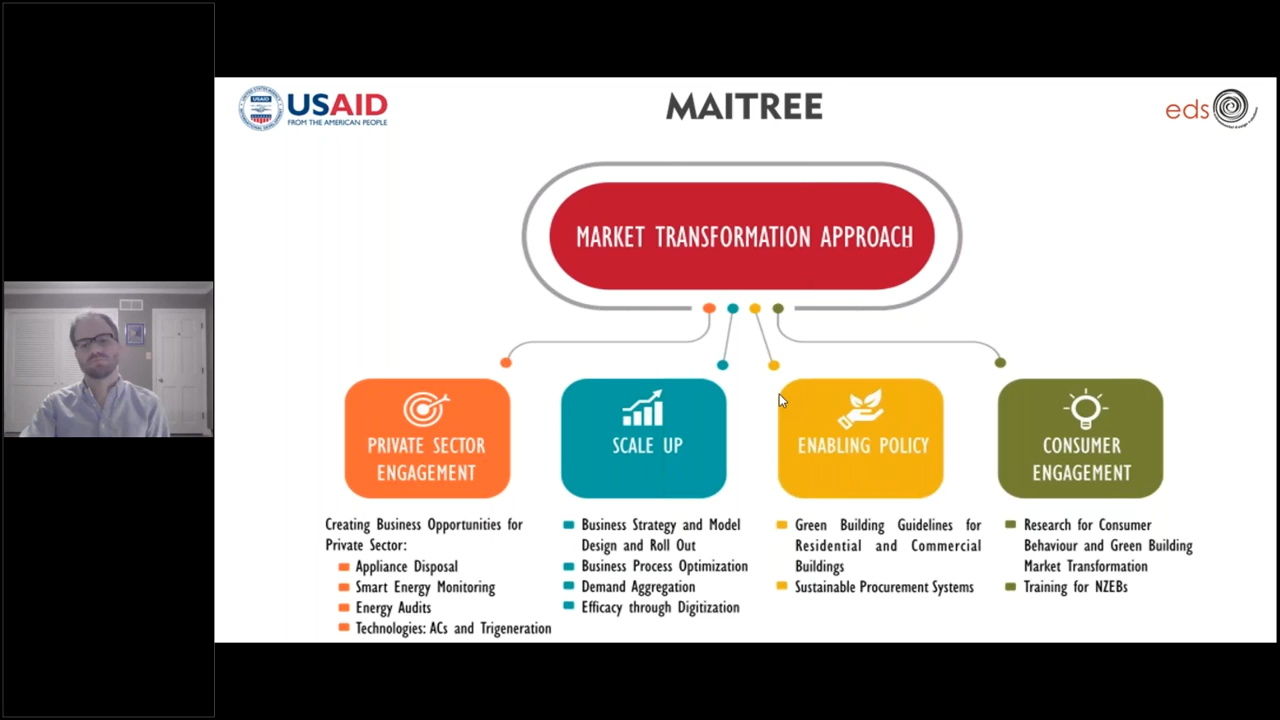 USAID
FROM THE AMERICAN PEOPLE
MAITREE
eds
MARKET TRANSFORMATION APPROACH
PRIVATE SECTOR
ENGAGEMENT
Creating Business Opportunities for
Private Sector:
Appliance Disposal
Smart Energy Monitoring
Energy Audits
Technologies: ACs and Trigeneration
SCALE UP
Business Strategy and Model
Design and Roll Out
Business Process Optimization
Demand Aggregation
Efficacy through Digitization
ENABLING POLICY
Green Building Guidelines for
Residential and Commercial
Buildings
Sustainable Procurement Systems
CONSUMER
ENGAGEMENT
Research for Consumer
Behaviour and Green Building
Market Transformation
Training for NZEBs